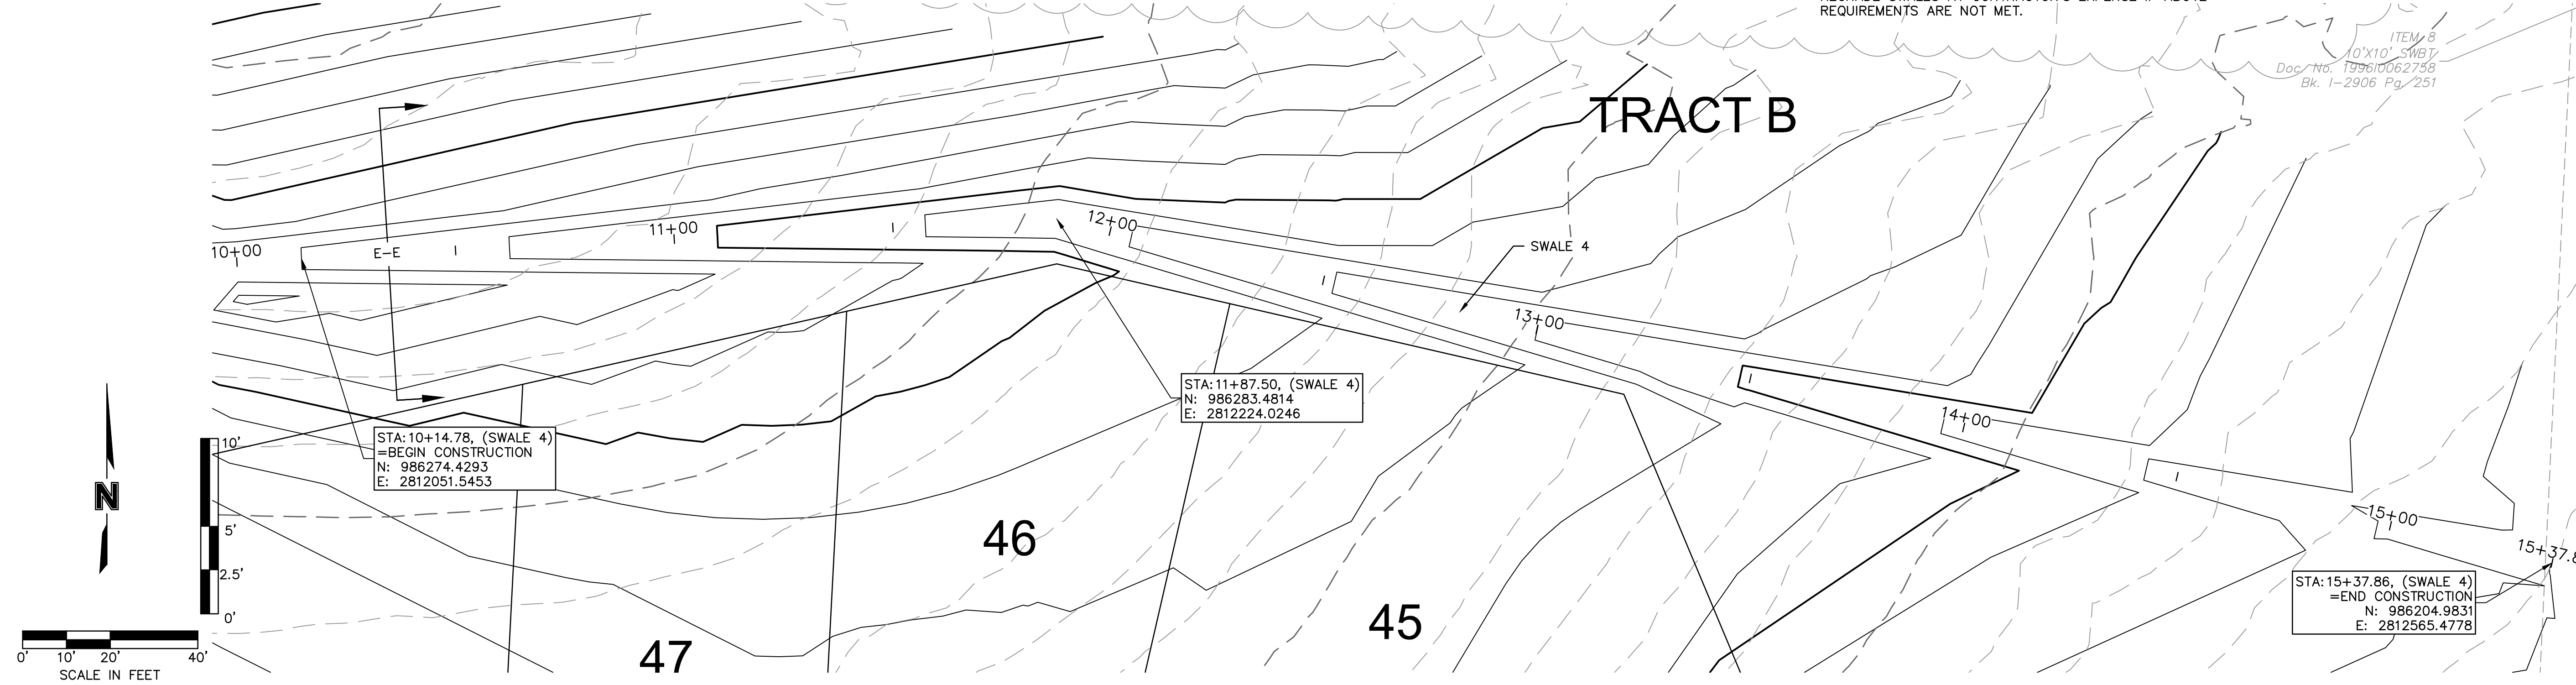 REQUIREMENTS ARE NOT MET.
ITEM 8
10'X10' SWBT
Doc. No. 199610062758
Bk. I-2906 Pg. 251
TRACT B
10+00
E-E
11+00
12+00
SWALE 4
13+00
14+00
15+00
15+37.8
STA:11+87.50, (SWALE 4)
N: 986283.4814
E: 2812224.0246
STA:10+14.78, (SWALE 4)
=BEGIN CONSTRUCTION
N: 986274.4293
E: 2812051.5453
STA:15+37.86, (SWALE 4)
=END CONSTRUCTION
N: 986204.9831
E: 2812565.4778
46
45
47
N
10'
5'
2.5'
0'
0' 10' 20' 40'
SCALE IN FEET